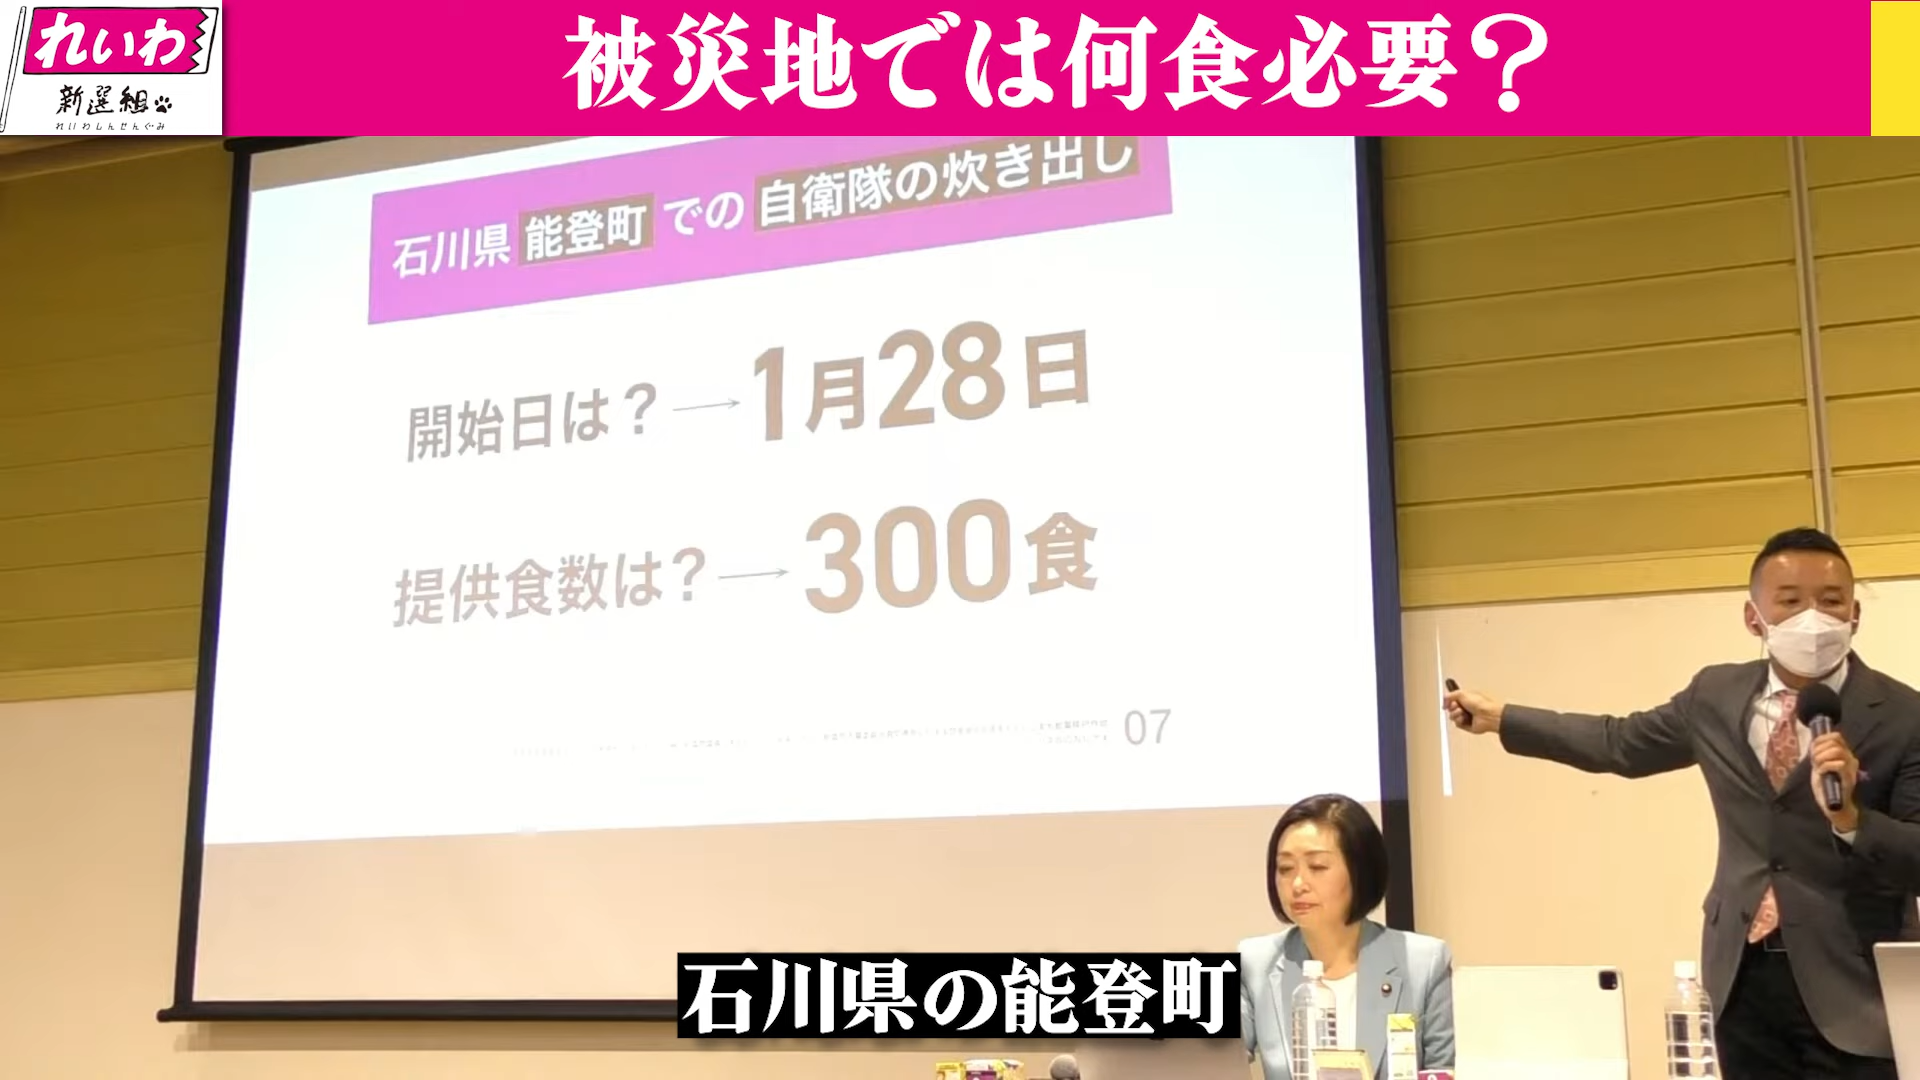 れいわ
新選組
れいわしんせんぐみ
被災地では何食必要？
石川県 能登町 での 自衛隊の炊き出し
開始日は？→1月28日
提供食数は？→300食
07
石川県の能登町